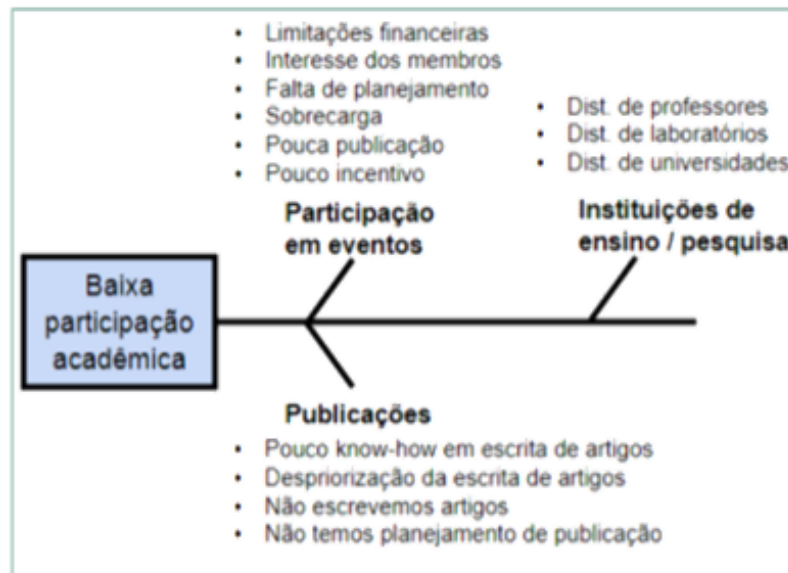 • Limitações financeiras
• Interesse dos membros
• Falta de planejamento
• Sobrecarga
• Pouca publicação
• Pouco incentivo
• Dist. de professores
• Dist. de laboratórios
• Dist. de universidades
Participação
em eventos
Instituições de
ensino / pesquisa
Baixa
participação
acadêmica
Publicações
• Pouco know-how em escrita de artigos
• Despriorização da escrita de artigos
• Não escrevemos artigos
• Não temos planejamento de publicação